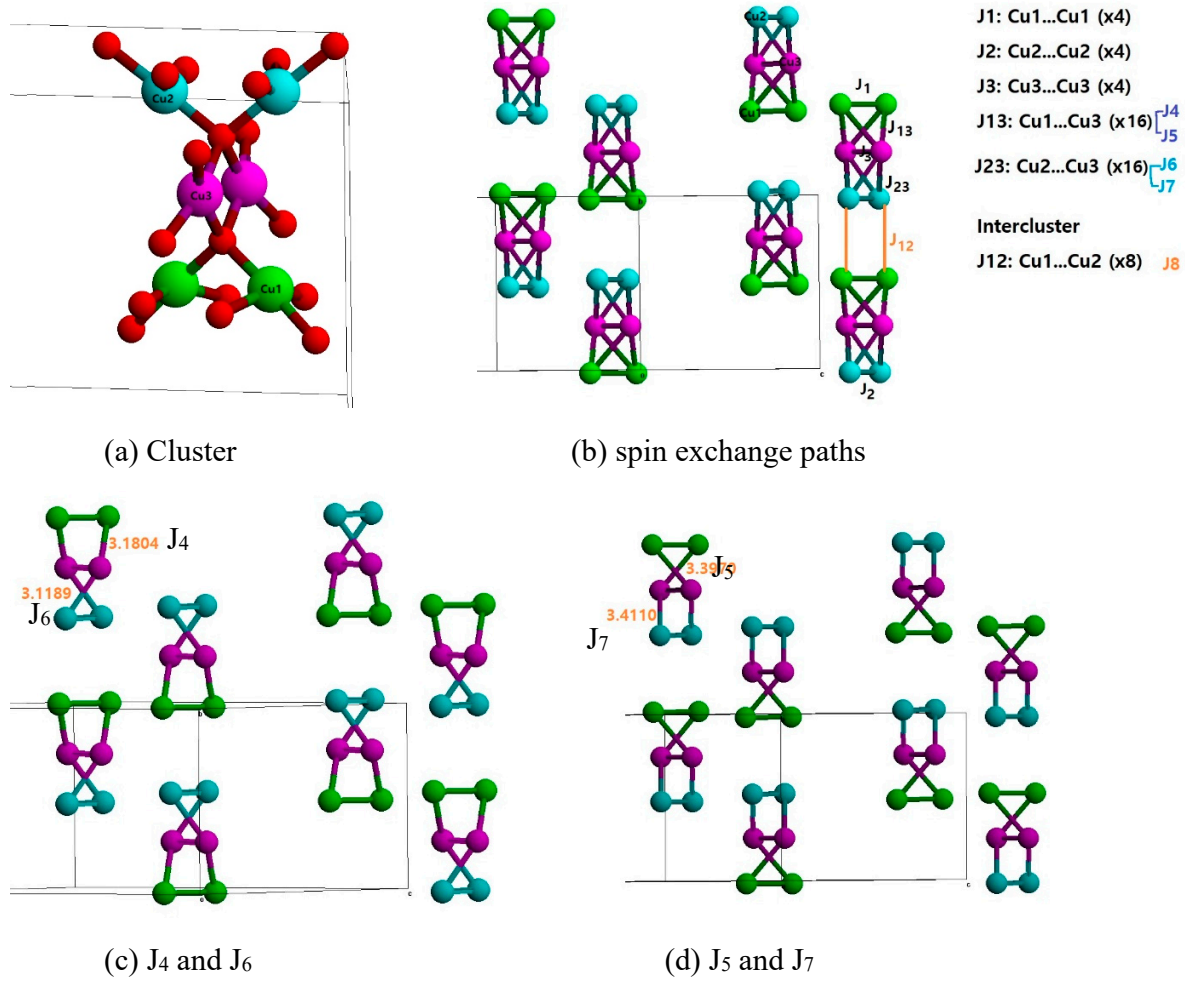 Cu2
Cu3
Cu1
(a) Cluster
Cu2
Cu3
Cu1
b
a
c
J1
J13
J3
J23
J12
J2
J1: Cu1...Cu1 (x4)
J2: Cu2...Cu2 (x4)
J3: Cu3...Cu3 (x4)
J13: Cu1...Cu3 (x16) J4
J5
J23: Cu2...Cu3 (x16) J6
J7
Intercluster
J12: Cu1...Cu2 (x8) J8
(b) spin exchange paths
3.1804 J4
3.1189
J6
b
a
c
(c) J4 and J6
3.3970 J5
3.4110
J7
c
(d) J5 and J7